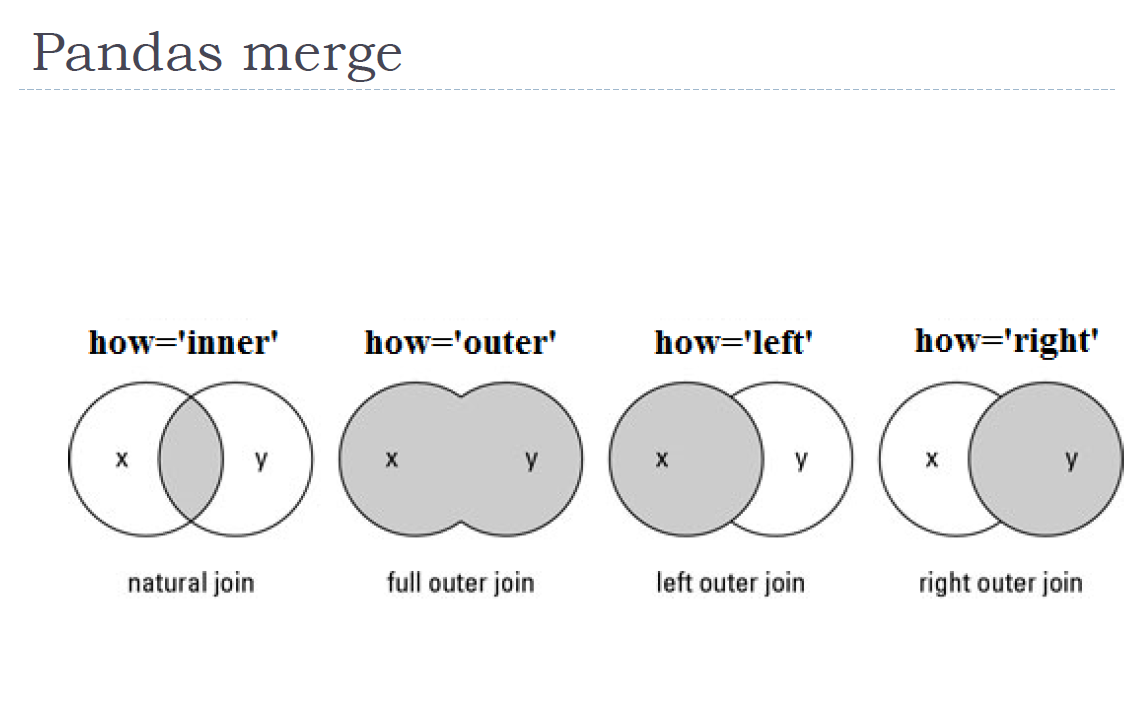 Pandas merge
how='inner' how='outer' how='left' how='right'
x y x y x y x y
natural join full outer join left outer join right outer join